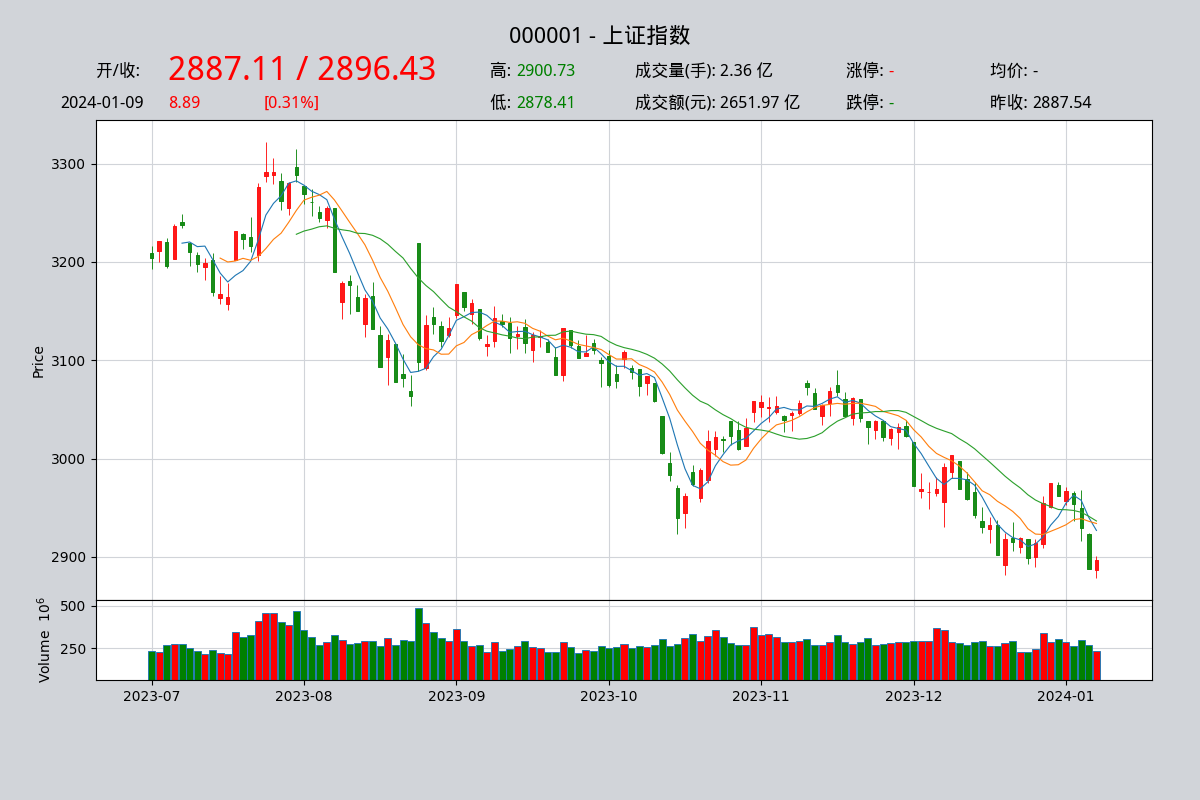 000001 - 上证指数
开/收: 2887.11 / 2896.43 高: 2900.73 成交量(手): 2.36 亿 涨停: - 均价: -
2024-01-09 8.89 [0.31%] 低: 2878.41 成交额(元): 2651.97 亿 跌停: - 昨收: 2887.54
3300
3200
3100
3000
2900
Price
500
250
Volume 10^6
2023-07 2023-08 2023-09 2023-10 2023-11 2023-12 2024-01